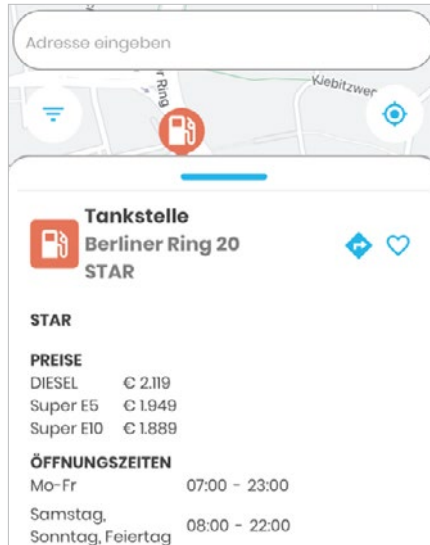 Adresse eingeben
r Ring
Kiebitzwe
Tankstelle
Berliner Ring 20
STAR
STAR
PREISE
DIESEL € 2.119
Super E5 € 1.949
Super E10 € 1.889
ÖFFNUNGSZEITEN
Mo-Fr 07:00 - 23:00
Samstag,
Sonntag, Feiertag 08:00 - 22:00